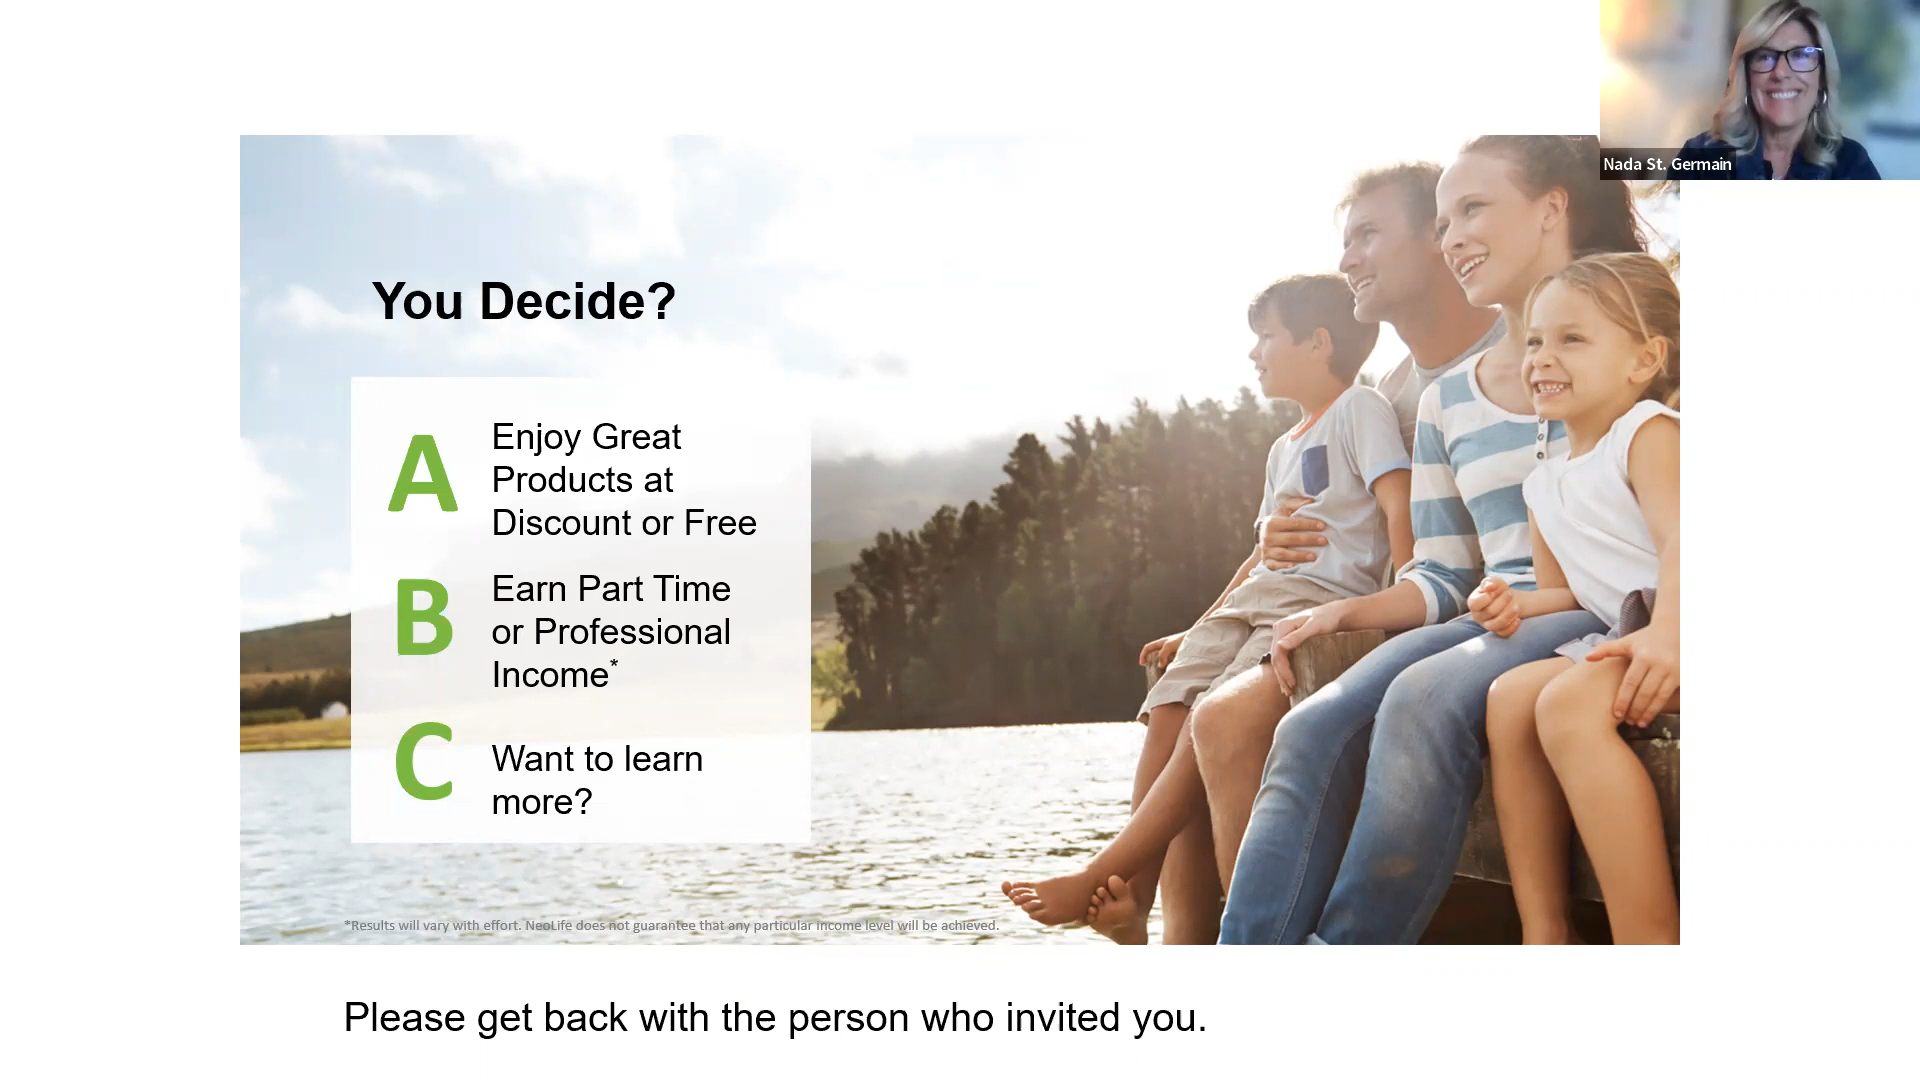 Nada St. Germain
You Decide?
A
Enjoy Great
Products at
Discount or Free
B
Earn Part Time
or Professional
Income*
C
Want to learn
more?
*Results will vary with effort. NeoLife does not guarantee that any particular income level will be achieved.
Please get back with the person who invited you.